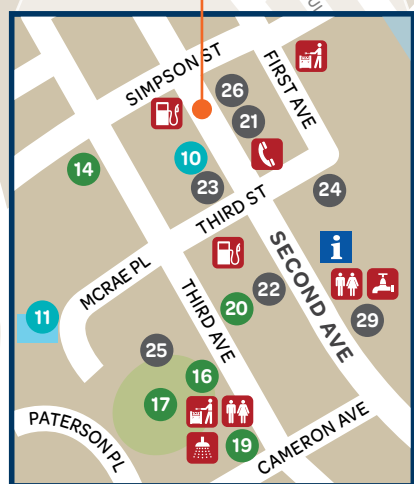 SIMPSON ST
FIRST AVE
26
21
10
14
23
24
THIRD ST
i
SECOND AVE
MCRAE PL
THIRD AVE
22
20
11
29
25
16
17
19
PATERSON PL
CAMERON AVE